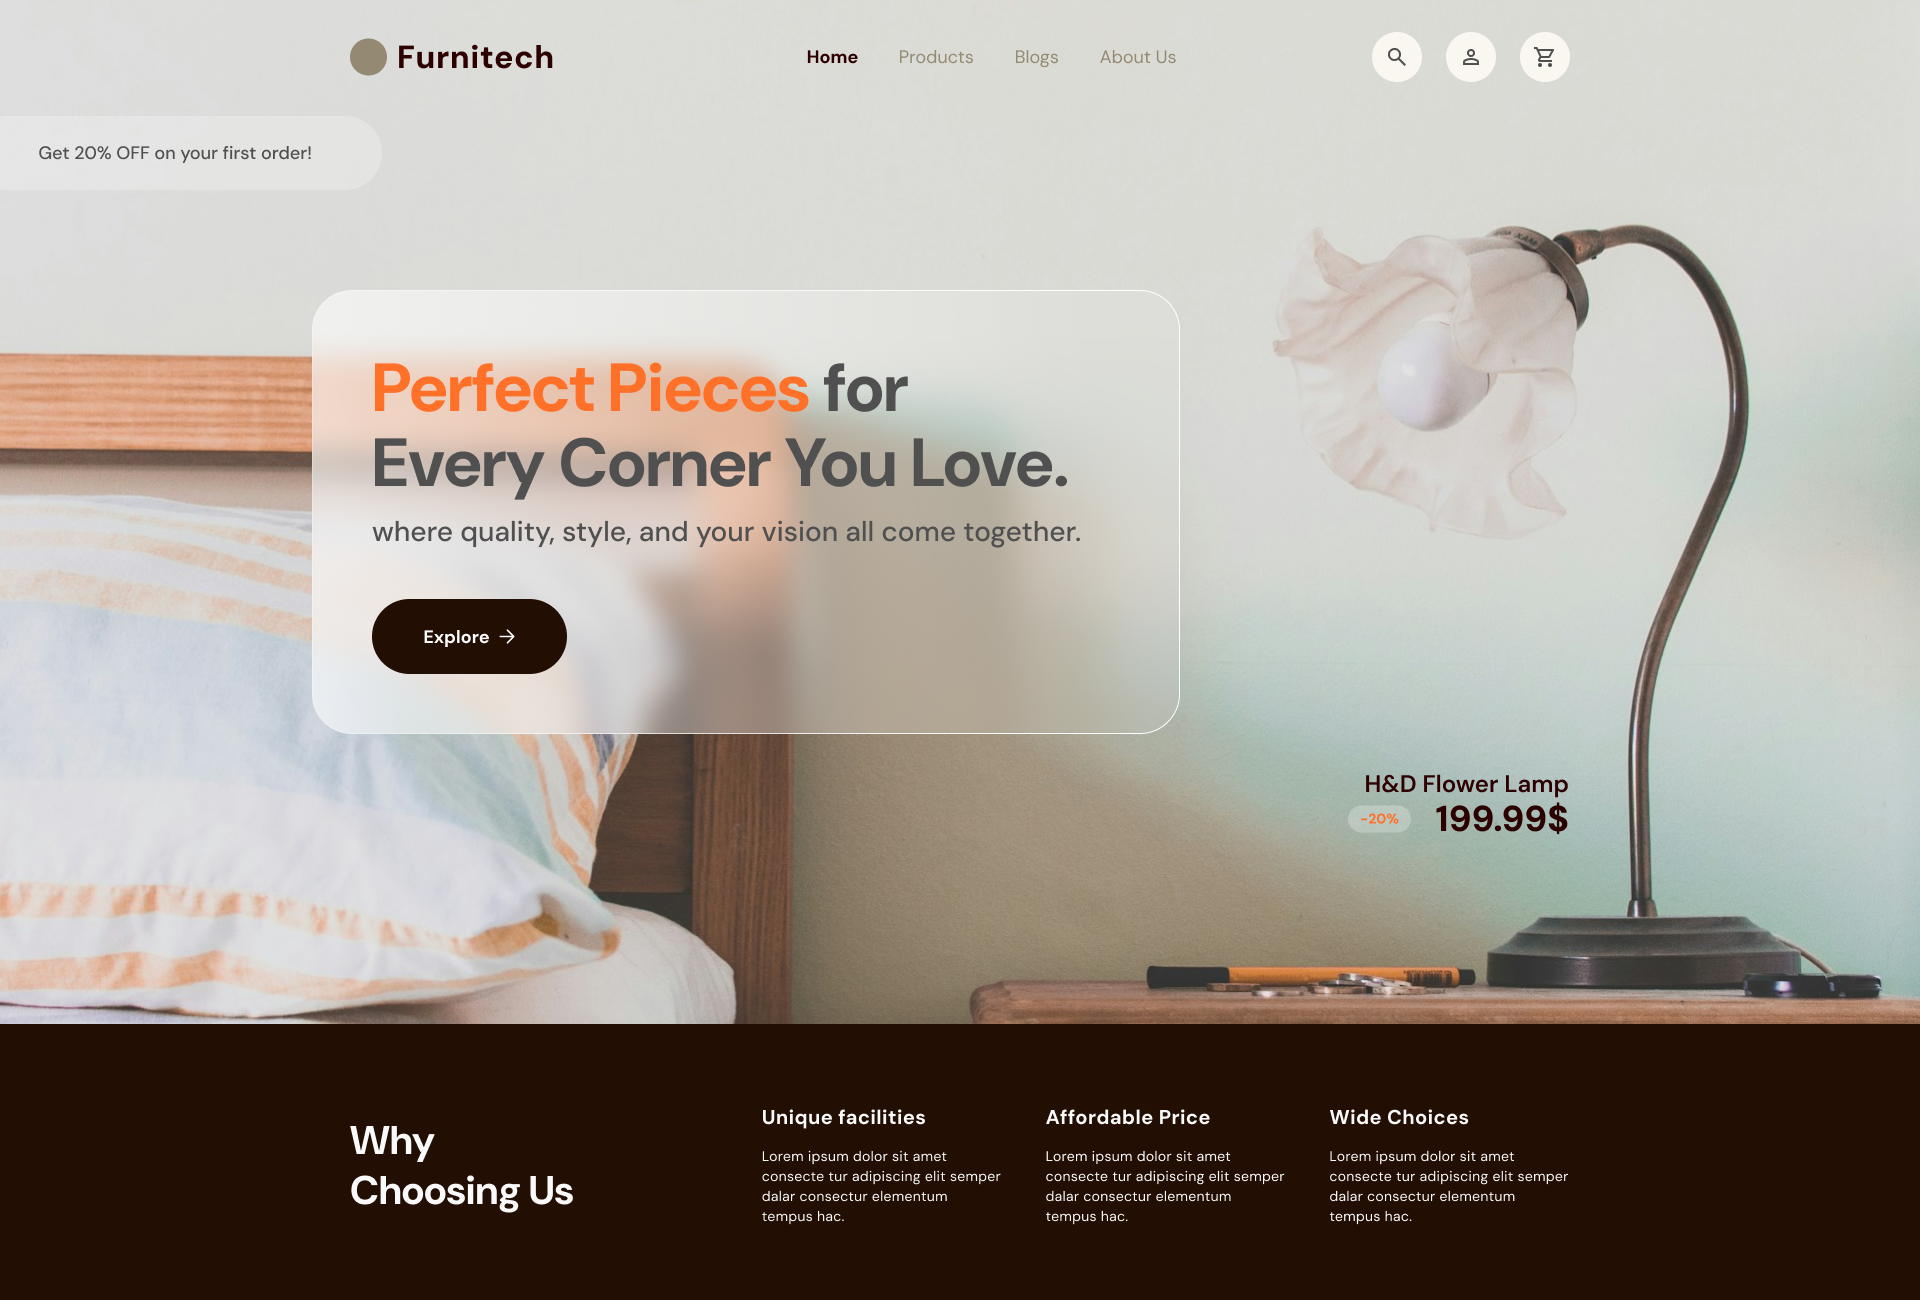 Furnitech
Home Products Blogs About Us
Get 20% OFF on your first order!
Perfect Pieces for
Every Corner You Love.
where quality, style, and your vision all come together.
Explore →
H&D Flower Lamp
-20% 199.99$
Why
Choosing Us
Unique facilities
Lorem ipsum dolor sit amet
consecte tur adipiscing elit semper
dalar consectur elementum
tempus hac.
Affordable Price
Lorem ipsum dolor sit amet
consecte tur adipiscing elit semper
dalar consectur elementum
tempus hac.
Wide Choices
Lorem ipsum dolor sit amet
consecte tur adipiscing elit semper
dalar consectur elementum
tempus hac.